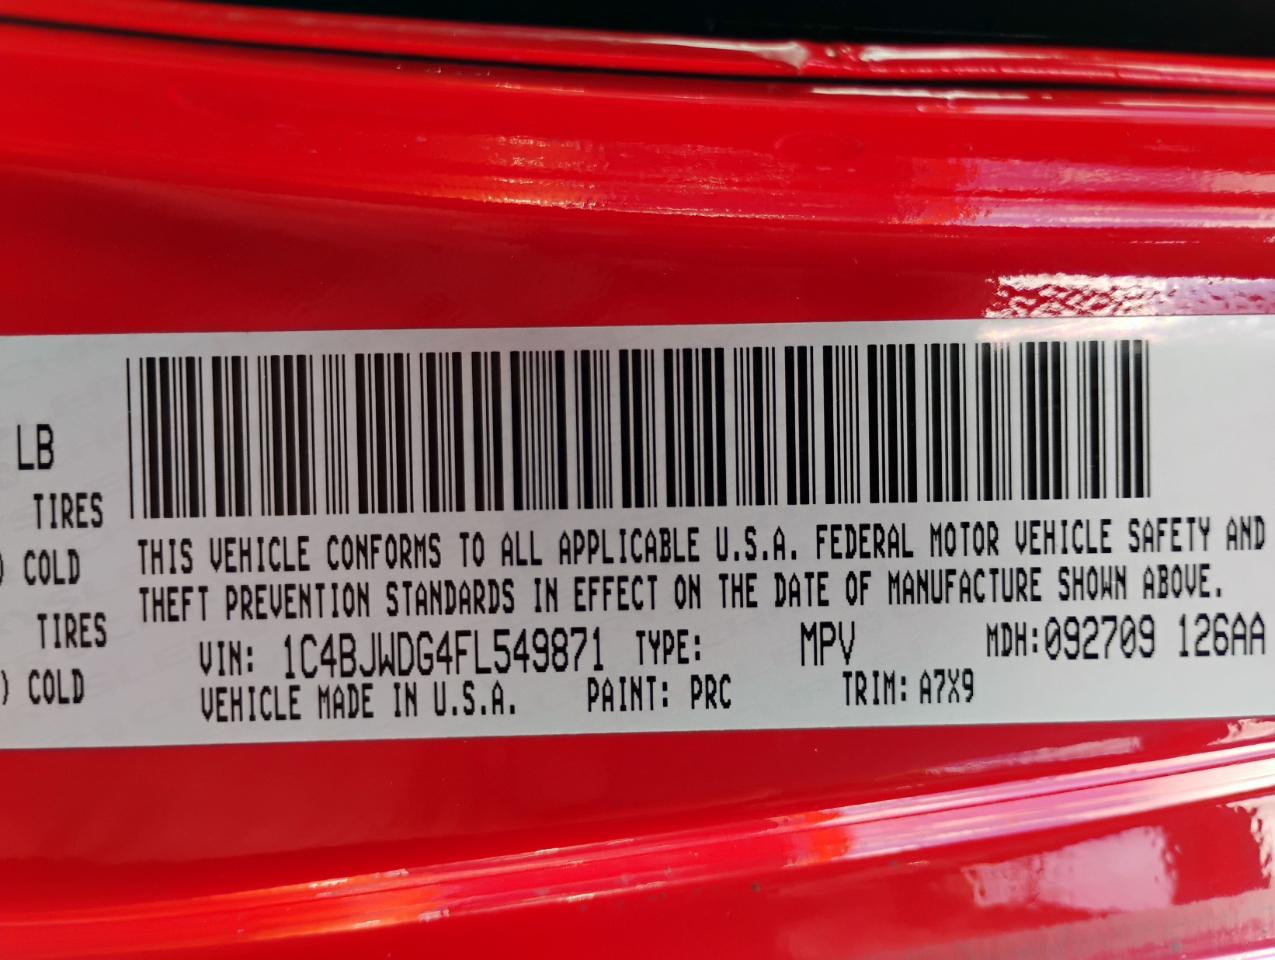 LB
TIRES
) COLD
TIRES
) COLD
THIS VEHICLE CONFORMS TO ALL APPLICABLE U.S.A. FEDERAL MOTOR VEHICLE SAFETY AND
THEFT PREVENTION STANDARDS IN EFFECT ON THE DATE OF MANUFACTURE SHOWN ABOVE.
VIN: 1C4BJWDG4FL549871 TYPE: MPV MDH:092709 126AA
VEHICLE MADE IN U.S.A. PAINT: PRC TRIM: A7X9